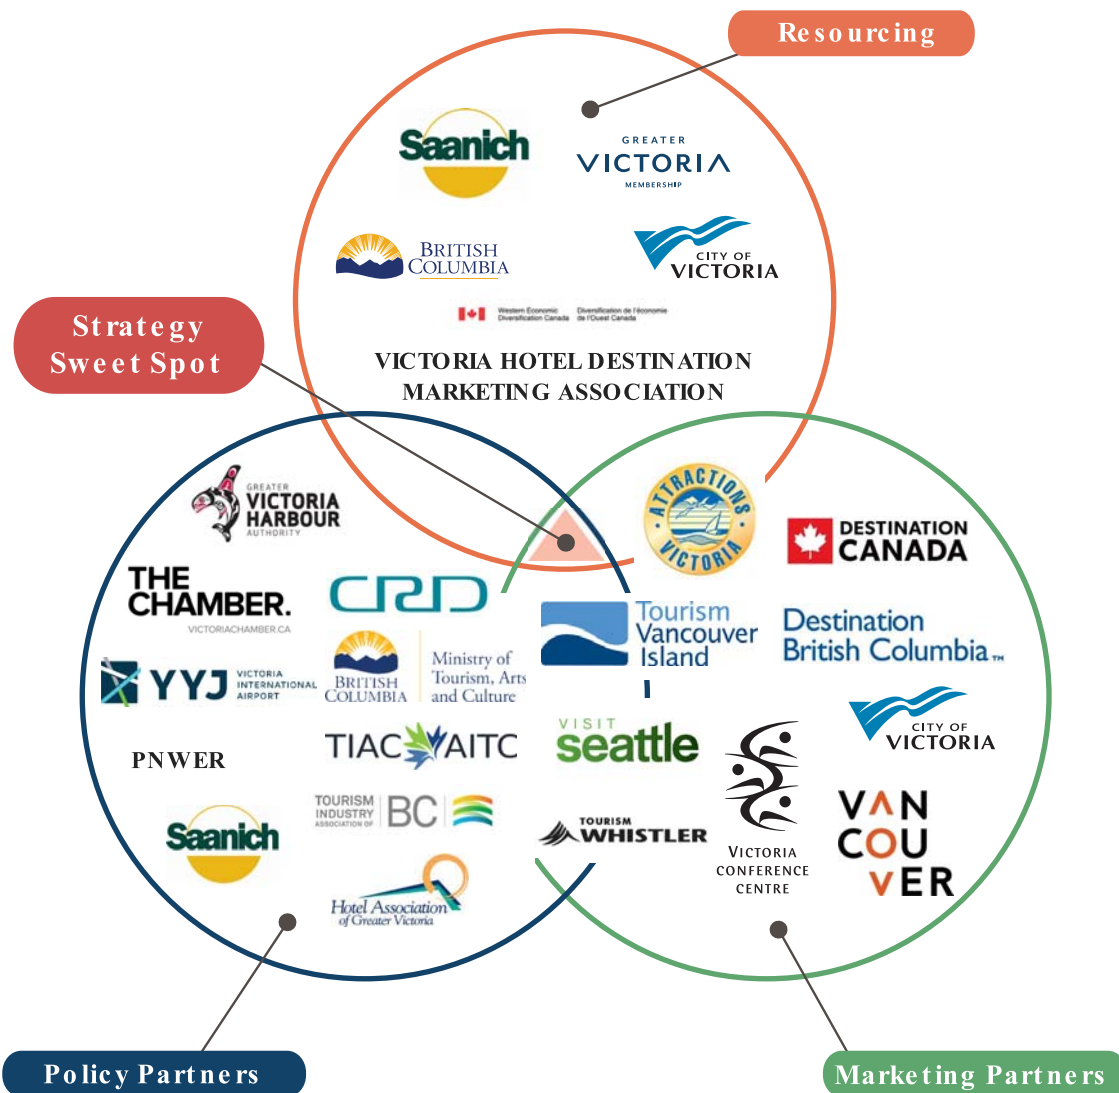 Resourcing
Saanich
GREATER
VICTORIA
MEMBERSHIP
BRITISH
COLUMBIA
CITY OF
VICTORIA
Western Economic
Diversification Canada
Diversification de l'économie
de l'Ouest Canada
VICTORIA HOTEL DESTINATION
MARKETING ASSOCIATION
Strategy
Sweet Spot
GREATER
VICTORIA
HARBOUR
AUTHORITY
THE
CHAMBER.
VICTORIACHAMBER.CA
CRD
YYJ
VICTORIA
INTERNATIONAL
AIRPORT
BRITISH
COLUMBIA
Ministry of
Tourism, Arts
and Culture
PNWER
TIAC AITC
TOURISM
INDUSTRY
ASSOCIATION OF
BC
Saanich
Hotel Association
of Greater Victoria
ATTRACTIONS
VICTORIA
DESTINATION
CANADA
Tourism
Vancouver
Island
Destination
British Columbia TM
VISIT
seattle
CITY OF
VICTORIA
TOURISM
WHISTLER
VICTORIA
CONFERENCE
CENTRE
VAN
COU
VER
Policy Partners
Marketing Partners